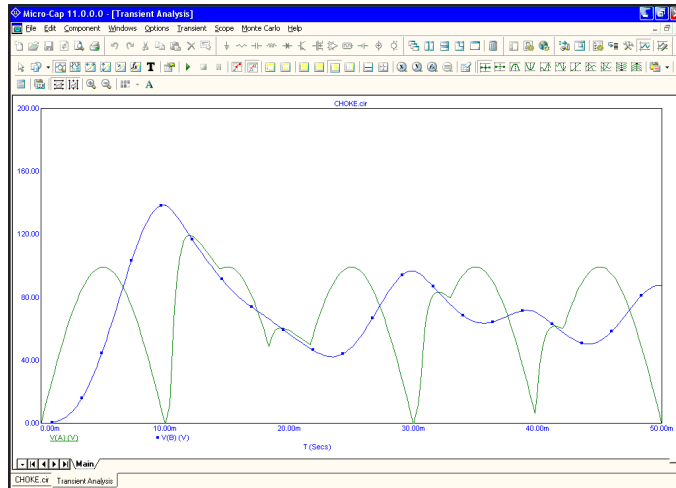 Micro-Cap 11.0.0.0 - [Transient Analysis]
File Edit Component Windows Options Transient Scope Monte Carlo Help
T
A
CHOKE.cir
200.00
160.00
120.00
80.00
40.00
0.00
0.00m 10.00m 20.00m 30.00m 40.00m 50.00m
V(A) (V) V(B) (V)
T (Secs)
Main
CHOKE.cir Transient Analysis